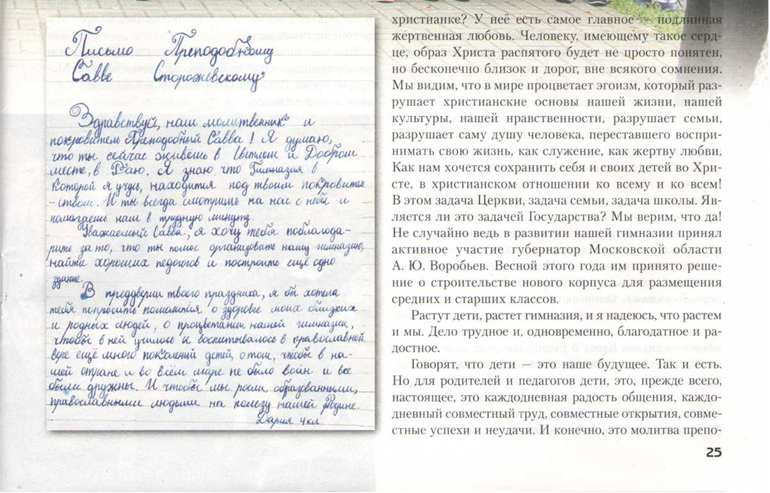 Письмо Преподобному
Савве Сторожевскому
Здравствуй, наш молитвенник и
покровитель Преподобный Савва! Я думаю,
что ты сейчас живешь в Светлом и Добром
месте, в Раю. Я знаю что Гимназия в
которой я учусь, находится под твоим покровитель
-ством. И ты всегда смотришь на нас с неба и
помогаешь нам в трудную минуту.
Уважаемый Савва, я хочу тебя поблагода-
рить за то, что ты помог организовать нашу гимназию,
найти хороших педагогов и построить ещё одно
здание.
В преддверии твоего праздника, я бы хотела
тебя попросить о здоровье моих близких
и родных людей, о процветании нашей гимназии,
чтобы в ней училось и воспитывалось в православной
вере ещё много поколений детей, о том, чтобы в на-
шей стране и во всём мире не было войн и все
были дружны. И чтобы мы росли образованными,
православными людьми на пользу нашей Родине.
Дария 4 кл.
христианке? У неё есть самое главное — подлинная
жертвенная любовь. Человеку, имеющему такое серд-
це, образ Христа распятого будет не просто понятен,
но бесконечно близок и дорог, вне всякого сомнения.
Мы видим, что в мире процветает эгоизм, который раз-
рушает христианские основы нашей жизни, нашей
культуры, нашей нравственности, разрушает семьи,
разрушает саму душу человека, переставшего воспри-
нимать свою жизнь, как служение, как жертву любви.
Как нам хочется сохранить себя и своих детей во Хри-
сте, в христианском отношении ко всему и ко всем!
В этом задача Церкви, задача семьи, задача школы. Яв-
ляется ли это задачей Государства? Мы верим, что да!
Не случайно ведь в развитии нашей гимназии принял
активное участие губернатор Московской области
А. Ю. Воробьев. Весной этого года им принято реше-
ние о строительстве нового корпуса для размещения
средних и старших классов.
Растут дети, растет гимназия, и я надеюсь, что растем
и мы. Дело трудное и, одновременно, благодатное и ра-
достное.
Говорят, что дети — это наше будущее. Так и есть.
Но для родителей и педагогов дети, это, прежде всего,
настоящее, это каждодневная радость общения, каждо-
дневный совместный труд, совместные открытия, совме-
стные успехи и неудачи. И конечно, это молитва препо-
25